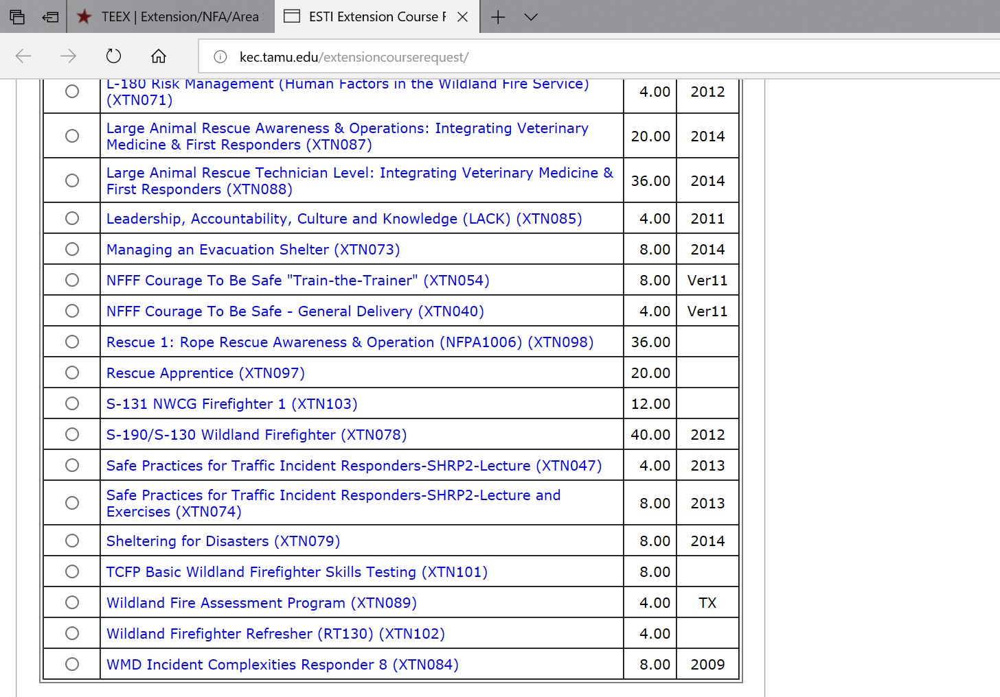 TEEX | Extension/NFA/Area
ESTI Extension Course
kec.tamu.edu/extensioncourserequest/
L-180 Risk Management (Human Factors in the Wildland Fire Service)
(XTN071)
4.00
2012
Large Animal Rescue Awareness & Operations: Integrating Veterinary
Medicine & First Responders (XTN087)
20.00
2014
Large Animal Rescue Technician Level: Integrating Veterinary Medicine &
First Responders (XTN088)
36.00
2014
Leadership, Accountability, Culture and Knowledge (LACK) (XTN085)
4.00
2011
Managing an Evacuation Shelter (XTN073)
8.00
2014
NFFF Courage To Be Safe "Train-the-Trainer" (XTN054)
8.00
Ver11
NFFF Courage To Be Safe - General Delivery (XTN040)
4.00
Ver11
Rescue 1: Rope Rescue Awareness & Operation (NFPA1006) (XTN098)
36.00
Rescue Apprentice (XTN097)
20.00
S-131 NWCG Firefighter 1 (XTN103)
12.00
S-190/S-130 Wildland Firefighter (XTN078)
40.00
2012
Safe Practices for Traffic Incident Responders-SHRP2-Lecture (XTN047)
4.00
2013
Safe Practices for Traffic Incident Responders-SHRP2-Lecture and
Exercises (XTN074)
8.00
2013
Sheltering for Disasters (XTN079)
8.00
2014
TCFP Basic Wildland Firefighter Skills Testing (XTN101)
8.00
Wildland Fire Assessment Program (XTN089)
4.00
TX
Wildland Firefighter Refresher (RT130) (XTN102)
4.00
WMD Incident Complexities Responder 8 (XTN084)
8.00
2009